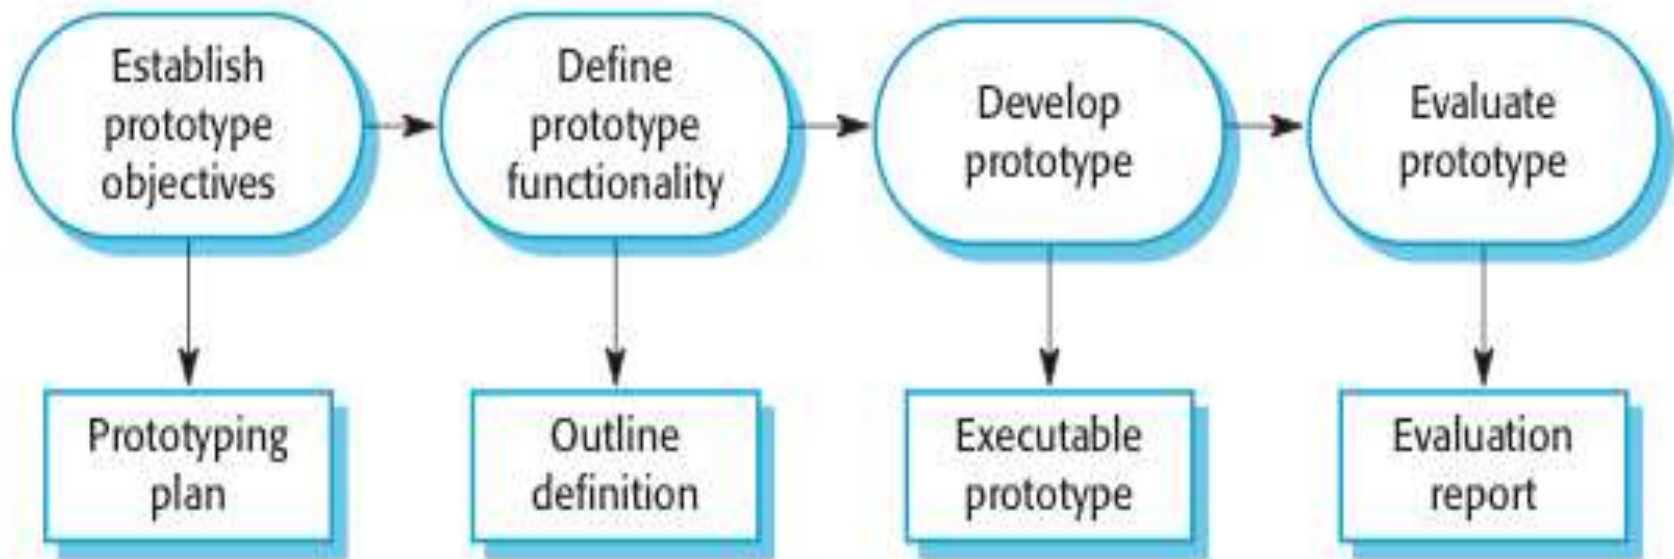 Establish
prototype
objectives
Define
prototype
functionality
Develop
prototype
Evaluate
prototype
Prototyping
plan
Outline
definition
Executable
prototype
Evaluation
report